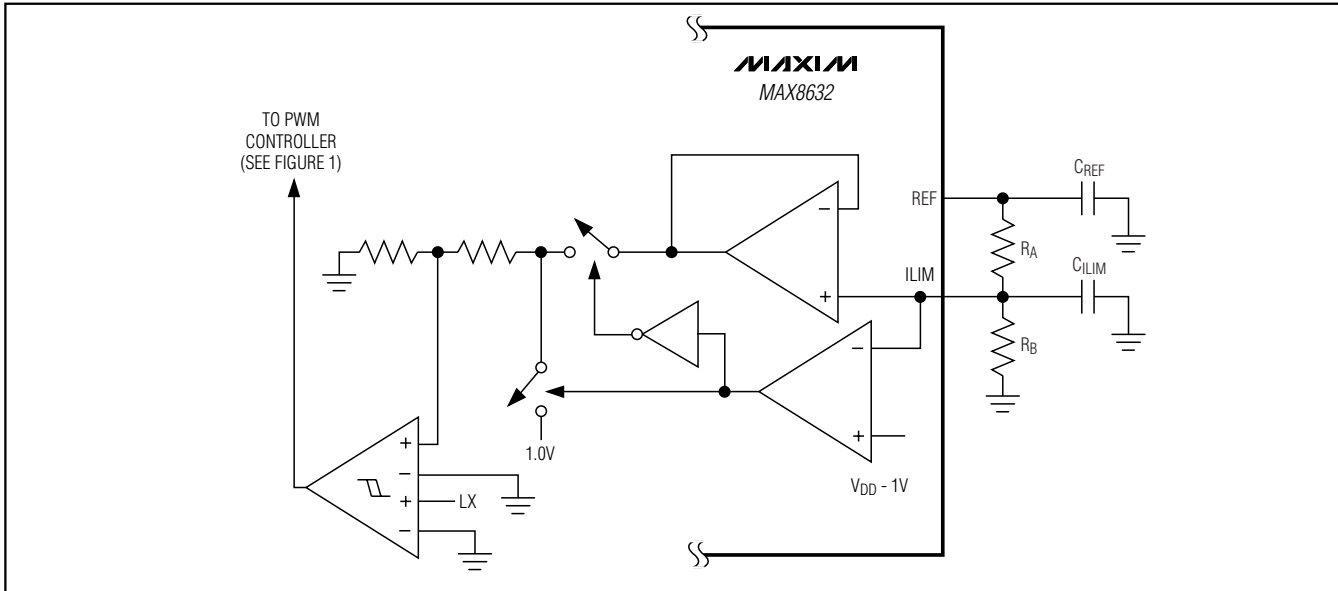 MAXIM
MAX8632
TO PWM
CONTROLLER
(SEE FIGURE 1)
CREF
REF
−
RA
ILIM
CILIM
+
−
RB
+
1.0V
VDD - 1V
+
−
+
LX
−